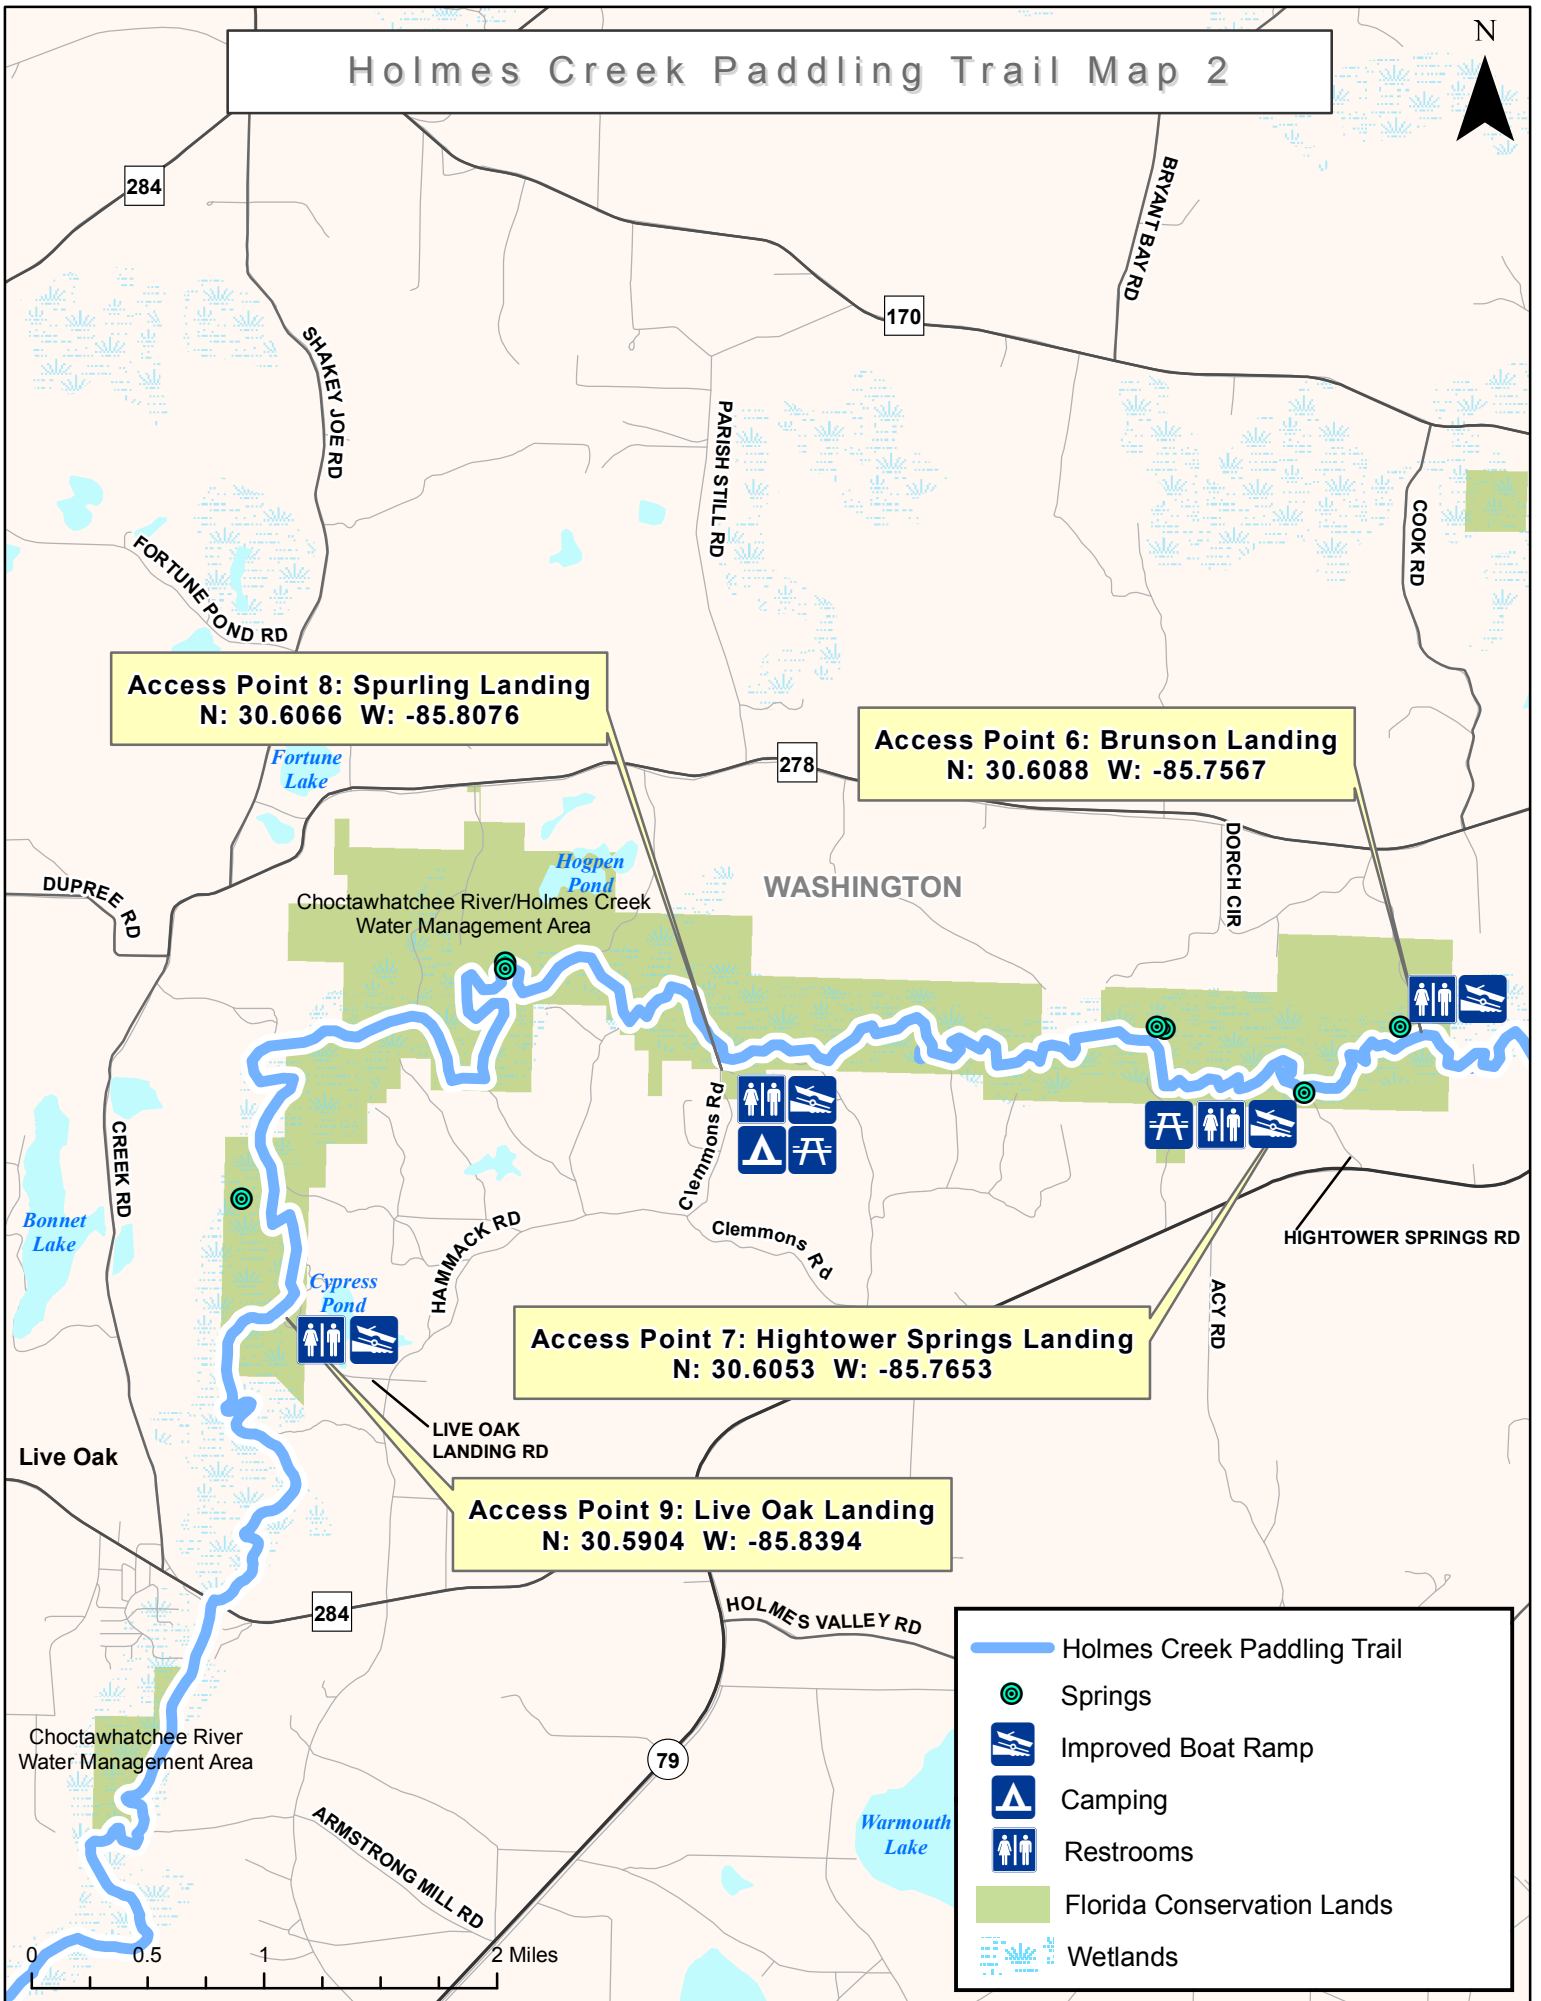 Holmes Creek Paddling Trail Map 2
N
284
BRYANT BAY RD
170
SHAKEY JOE RD
PARISH STILL RD
COOK RD
FORTUNE POND RD
Access Point 8: Spurling Landing
N: 30.6066 W: -85.8076
Access Point 6: Brunson Landing
N: 30.6088 W: -85.7567
Fortune
Lake
278
DORCH CIR
Hogpen
Pond
WASHINGTON
DUPREE RD
Choctawhatchee River/Holmes Creek
Water Management Area
CREEK RD
Clemmons Rd
Bonnet
Lake
HAMMACK RD
Clemmons Rd
HIGHTOWER SPRINGS RD
Cypress
Pond
ACY RD
Access Point 7: Hightower Springs Landing
N: 30.6053 W: -85.7653
LIVE OAK
LANDING RD
Live Oak
Access Point 9: Live Oak Landing
N: 30.5904 W: -85.8394
284
HOLMES VALLEY RD
Choctawhatchee River
Water Management Area
79
ARMSTRONG MILL RD
Warmouth
Lake
Holmes Creek Paddling Trail
Springs
Improved Boat Ramp
Camping
Restrooms
Florida Conservation Lands
Wetlands
0 0.5 1 2 Miles